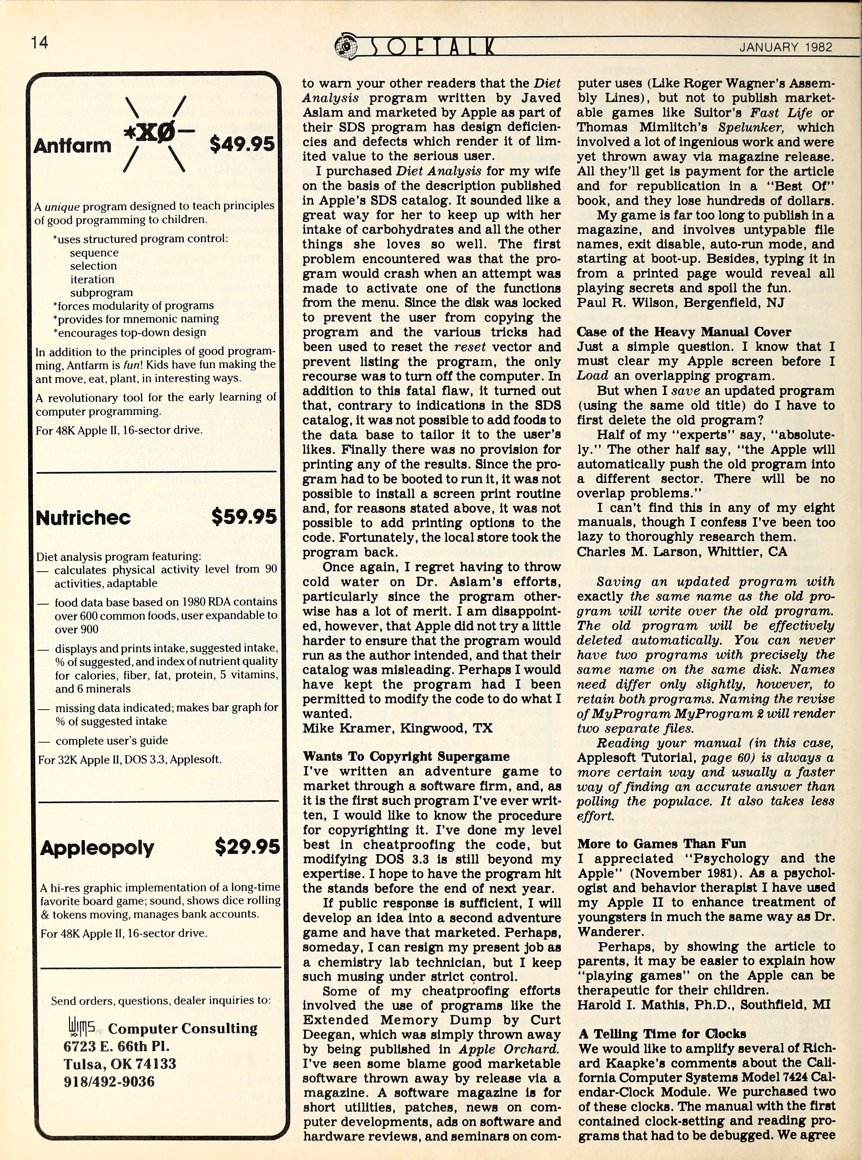 14
SOFTALK
JANUARY 1982
Antfarm
*XØ—
$49.95
A unique program designed to teach principles
of good programming to children.
*uses structured program control:
sequence
selection
iteration
subprogram
*forces modularity of programs
*provides for mnemonic naming
*encourages top-down design
In addition to the principles of good program-
ming, Antfarm is fun! Kids have fun making the
ant move, eat, plant, in interesting ways.
A revolutionary tool for the early learning of
computer programming.
For 48K Apple II, 16-sector drive.
Nutrichec
$59.95
Diet analysis program featuring:
— calculates physical activity level from 90
activities, adaptable
— food data base based on 1980 RDA contains
over 600 common foods, user expandable to
over 900
— displays and prints intake, suggested intake,
% of suggested, and index of nutrient quality
for calories, fiber, fat, protein, 5 vitamins,
and 6 minerals
— missing data indicated; makes bar graph for
% of suggested intake
— complete user's guide
For 32K Apple II, DOS 3.3, Applesoft.
Appleopoly
$29.95
A hi-res graphic implementation of a long-time
favorite board game; sound, shows dice rolling
& tokens moving, manages bank accounts.
For 48K Apple II, 16-sector drive.
Send orders, questions, dealer inquiries to:
Computer Consulting
6723 E. 66th Pl.
Tulsa, OK 74133
918/492-9036
to warn your other readers that the Diet
Analysis program written by Javed
Aslam and marketed by Apple as part of
their SDS program has design deficien-
cies and defects which render it of lim-
ited value to the serious user.
I purchased Diet Analysis for my wife
on the basis of the description published
in Apple's SDS catalog. It sounded like a
great way for her to keep up with her
intake of carbohydrates and all the other
things she loves so well. The first
problem encountered was that the pro-
gram would crash when an attempt was
made to activate one of the functions
from the menu. Since the disk was locked
to prevent the user from copying the
program and the various tricks had
been used to reset the reset vector and
prevent listing the program, the only
recourse was to turn off the computer. In
addition to this fatal flaw, it turned out
that, contrary to indications in the SDS
catalog, it was not possible to add foods to
the data base to tailor it to the user's
likes. Finally there was no provision for
printing any of the results. Since the pro-
gram had to be booted to run it, it was not
possible to install a screen print routine
and, for reasons stated above, it was not
possible to add printing options to the
code. Fortunately, the local store took the
program back.
Once again, I regret having to throw
cold water on Dr. Aslam's efforts,
particularly since the program other-
wise has a lot of merit. I am disappoint-
ed, however, that Apple did not try a little
harder to ensure that the program would
run as the author intended, and that their
catalog was misleading. Perhaps I would
have kept the program had I been
permitted to modify the code to do what I
wanted.
Mike Kramer, Kingwood, TX
Wants To Copyright Supergame
I've written an adventure game to
market through a software firm, and, as
it is the first such program I've ever writ-
ten, I would like to know the procedure
for copyrighting it. I've done my level
best in cheatproofing the code, but
modifying DOS 3.3 is still beyond my
expertise. I hope to have the program hit
the stands before the end of next year.
If public response is sufficient, I will
develop an idea into a second adventure
game and have that marketed. Perhaps,
someday, I can resign my present job as
a chemistry lab technician, but I keep
such musing under strict control.
Some of my cheatproofing efforts
involved the use of programs like the
Extended Memory Dump by Curt
Deegan, which was simply thrown away
by being published in Apple Orchard.
I've seen some blame good marketable
software thrown away by release via a
magazine. A software magazine is for
short utilities, patches, news on com-
puter developments, ads on software and
hardware reviews, and seminars on com-
puter uses (Like Roger Wagner's Assem-
bly Lines), but not to publish market-
able games like Suitor's Fast Life or
Thomas Mimlitch's Spelunker, which
involved a lot of ingenious work and were
yet thrown away via magazine release.
All they'll get is payment for the article
and for republication in a "Best Of"
book, and they lose hundreds of dollars.
My game is far too long to publish in a
magazine, and involves untypable file
names, exit disable, auto-run mode, and
starting at boot-up. Besides, typing it in
from a printed page would reveal all
playing secrets and spoil the fun.
Paul R. Wilson, Bergenfield, NJ
Case of the Heavy Manual Cover
Just a simple question. I know that I
must clear my Apple screen before I
Load an overlapping program.
But when I save an updated program
(using the same old title) do I have to
first delete the old program?
Half of my "experts" say, "absolute-
ly." The other half say, "the Apple will
automatically push the old program into
a different sector. There will be no
overlap problems."
I can't find this in any of my eight
manuals, though I confess I've been too
lazy to thoroughly research them.
Charles M. Larson, Whittier, CA
Saving an updated program with
exactly the same name as the old pro-
gram will write over the old program.
The old program will be effectively
deleted automatically. You can never
have two programs with precisely the
same name on the same disk. Names
need differ only slightly, however, to
retain both programs. Naming the revise
of MyProgram MyProgram 2 will render
two separate files.
Reading your manual (in this case,
Applesoft Tutorial, page 60) is always a
more certain way and usually a faster
way of finding an accurate answer than
polling the populace. It also takes less
effort.
More to Games Than Fun
I appreciated "Psychology and the
Apple" (November 1981). As a psychol-
ogist and behavior therapist I have used
my Apple II to enhance treatment of
youngsters in much the same way as Dr.
Wanderer.
Perhaps, by showing the article to
parents, it may be easier to explain how
"playing games" on the Apple can be
therapeutic for their children.
Harold I. Mathis, Ph.D., Southfield, MI
A Telling Time for Clocks
We would like to amplify several of Rich-
ard Kaapke's comments about the Cali-
fornia Computer Systems Model 7424 Cal-
endar-Clock Module. We purchased two
of these clocks. The manual with the first
contained clock-setting and reading pro-
grams that had to be debugged. We agree